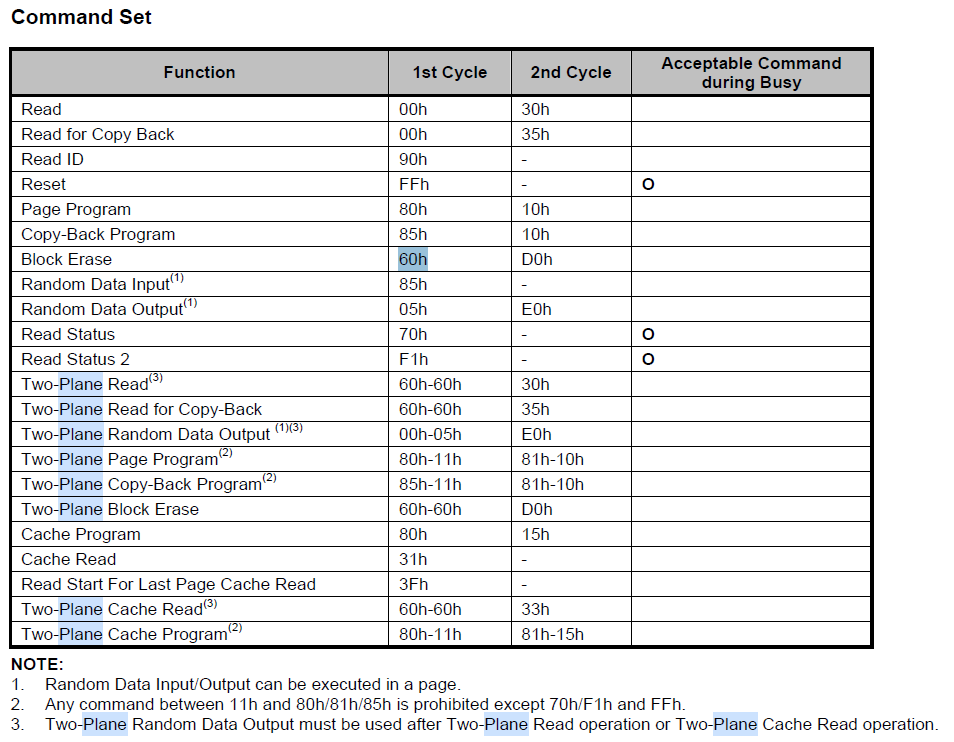 Command Set
Function 1st Cycle 2nd Cycle Acceptable Command during Busy
Read 00h 30h
Read for Copy Back 00h 35h
Read ID 90h -
Reset FFh - O
Page Program 80h 10h
Copy-Back Program 85h 10h
Block Erase 60h D0h
Random Data Input(1) 85h -
Random Data Output(1) 05h E0h
Read Status 70h - O
Read Status 2 F1h - O
Two-Plane Read(3) 60h-60h 30h
Two-Plane Read for Copy-Back 60h-60h 35h
Two-Plane Random Data Output (1)(3) 00h-05h E0h
Two-Plane Page Program(2) 80h-11h 81h-10h
Two-Plane Copy-Back Program(2) 85h-11h 81h-10h
Two-Plane Block Erase 60h-60h D0h
Cache Program 80h 15h
Cache Read 31h -
Read Start For Last Page Cache Read 3Fh -
Two-Plane Cache Read(3) 60h-60h 33h
Two-Plane Cache Program(2) 80h-11h 81h-15h
NOTE:
1. Random Data Input/Output can be executed in a page.
2. Any command between 11h and 80h/81h/85h is prohibited except 70h/F1h and FFh.
3. Two-Plane Random Data Output must be used after Two-Plane Read operation or Two-Plane Cache Read operation.